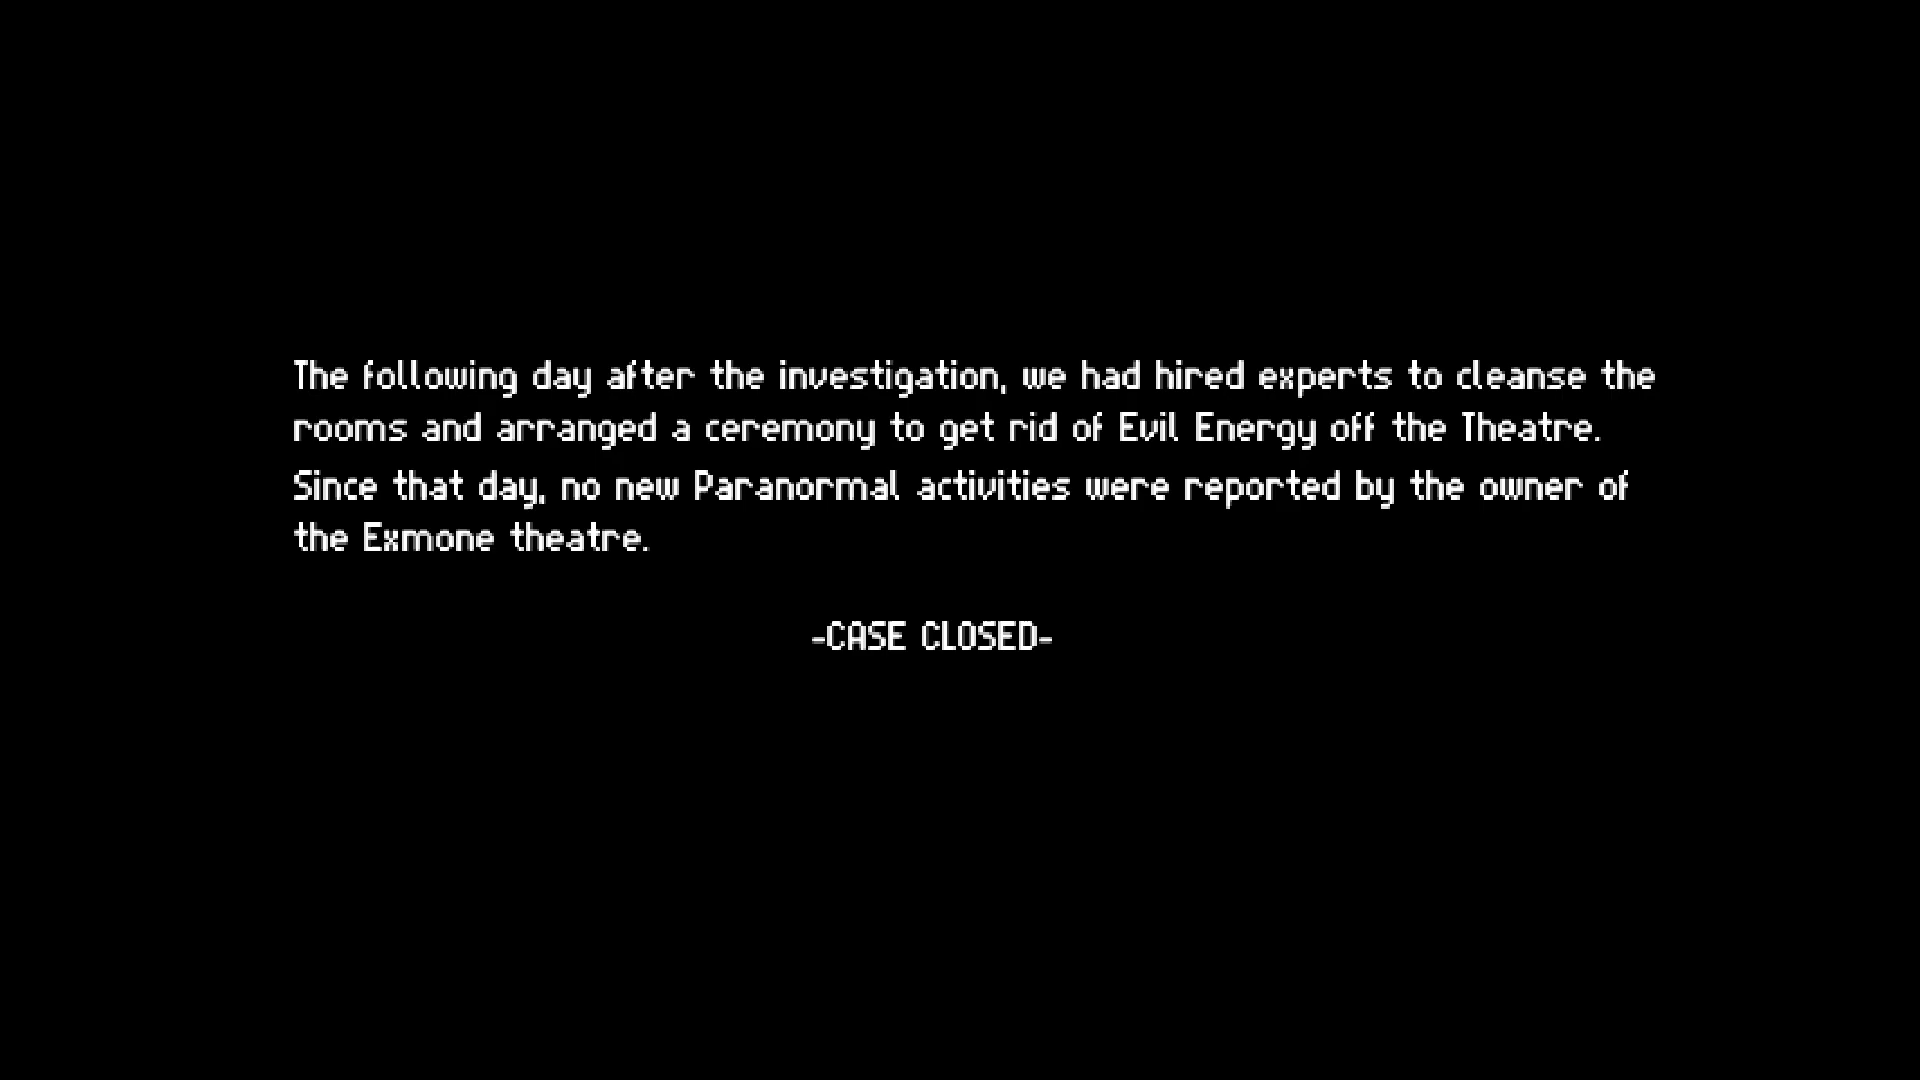 The following day after the investigation, we had hired experts to cleanse the
rooms and arranged a ceremony to get rid of Evil Energy off the Theatre.
Since that day, no new Paranormal activities were reported by the owner of
the Exmone theatre.
-CASE CLOSED-